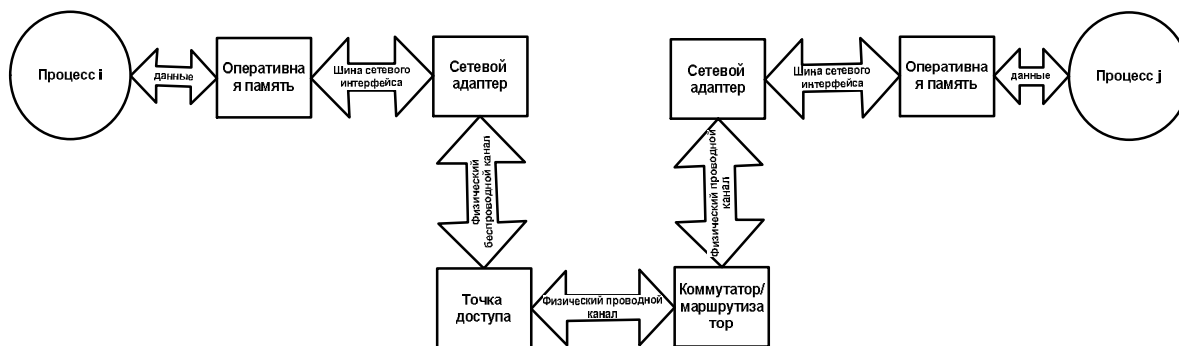 Процесс i
данные
Оперативна
я память
Шина сетевого
интерфейса
Сетевой
адаптер
Сетевой
адаптер
Шина сетевого
интерфейса
Оперативна
я память
данные
Процесс j
Физический
беспроводной канал
Физический проводной
канал
Точка
доступа
Физический проводной
канал
Коммутатор/
маршрутиза
тор